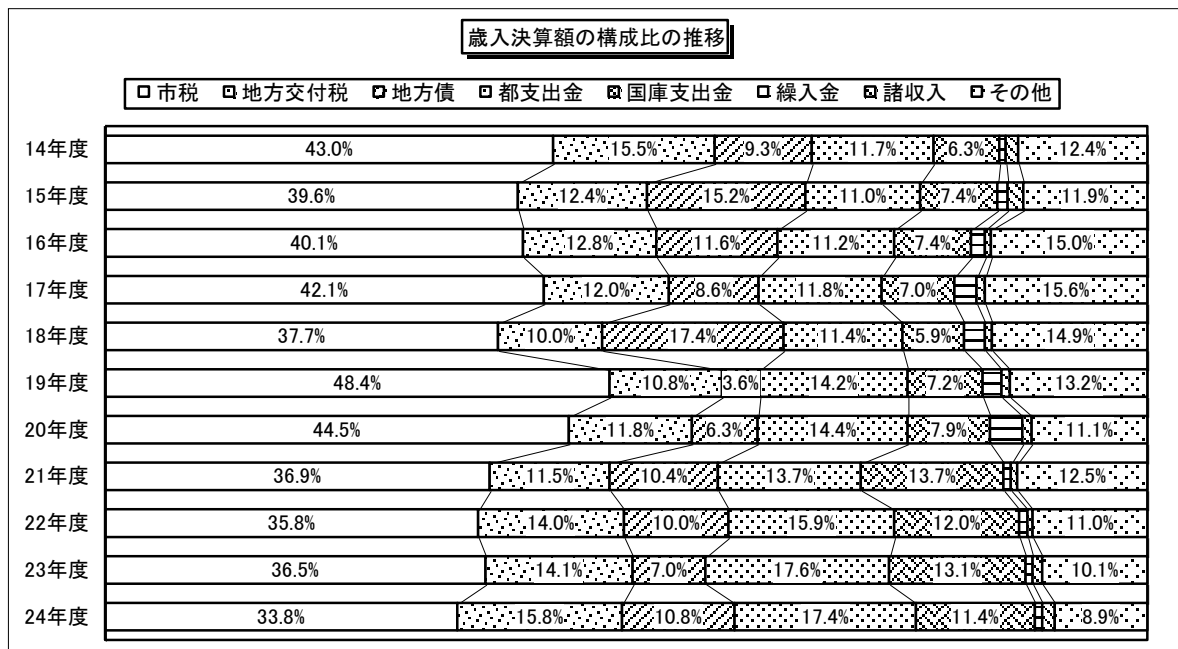 歳入決算額の構成比の推移
市税 地方交付税 地方債 都支出金 国庫支出金 繰入金 諸収入 その他
14年度 43.0% 15.5% 9.3% 11.7% 6.3% 12.4%
15年度 39.6% 12.4% 15.2% 11.0% 7.4% 11.9%
16年度 40.1% 12.8% 11.6% 11.2% 7.4% 15.0%
17年度 42.1% 12.0% 8.6% 11.8% 7.0% 15.6%
18年度 37.7% 10.0% 17.4% 11.4% 5.9% 14.9%
19年度 48.4% 10.8% 3.6% 14.2% 7.2% 13.2%
20年度 44.5% 11.8% 6.3% 14.4% 7.9% 11.1%
21年度 36.9% 11.5% 10.4% 13.7% 13.7% 12.5%
22年度 35.8% 14.0% 10.0% 15.9% 12.0% 11.0%
23年度 36.5% 14.1% 7.0% 17.6% 13.1% 10.1%
24年度 33.8% 15.8% 10.8% 17.4% 11.4% 8.9%